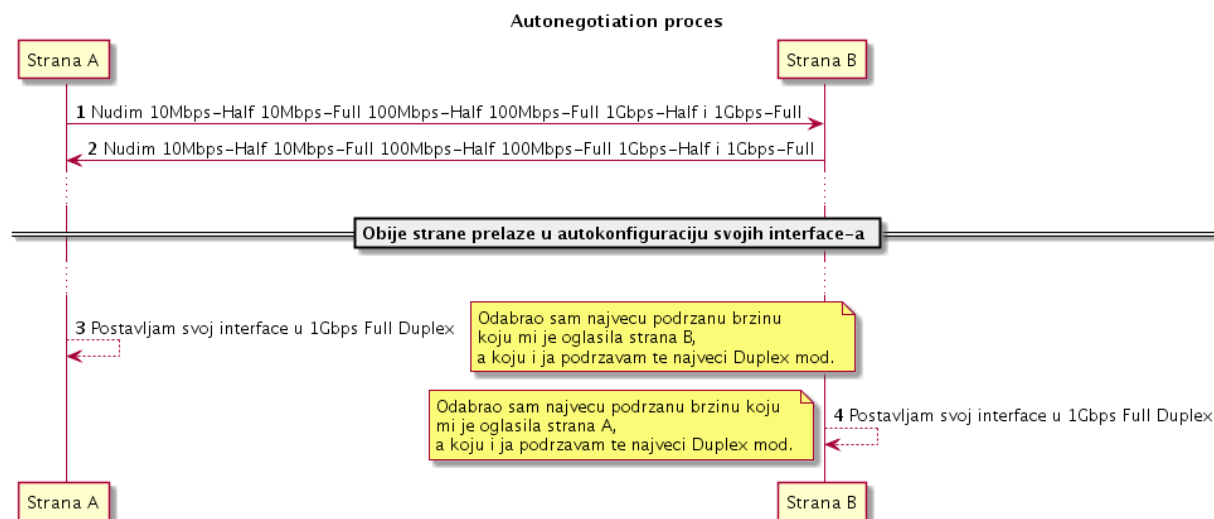 Autonegotiation proces
Strana A
Strana B
1 Nudim 10Mbps-Half 10Mbps-Full 100Mbps-Half 100Mbps-Full 1Gbps-Half i 1Gbps-Full
2 Nudim 10Mbps-Half 10Mbps-Full 100Mbps-Half 100Mbps-Full 1Gbps-Half i 1Gbps-Full
Obije strane prelaze u autokonfiguraciju svojih interface-a
3 Postavljam svoj interface u 1Gbps Full Duplex
Odabrao sam najvecu podrzanu brzinu
koju mi je oglasila strana B,
a koju i ja podrzavam te najveci Duplex mod.
Odabrao sam najvecu podrzanu brzinu koju
mi je oglasila strana A,
a koju i ja podrzavam te najveci Duplex mod.
4 Postavljam svoj interface u 1Gbps Full Duplex
Strana A
Strana B